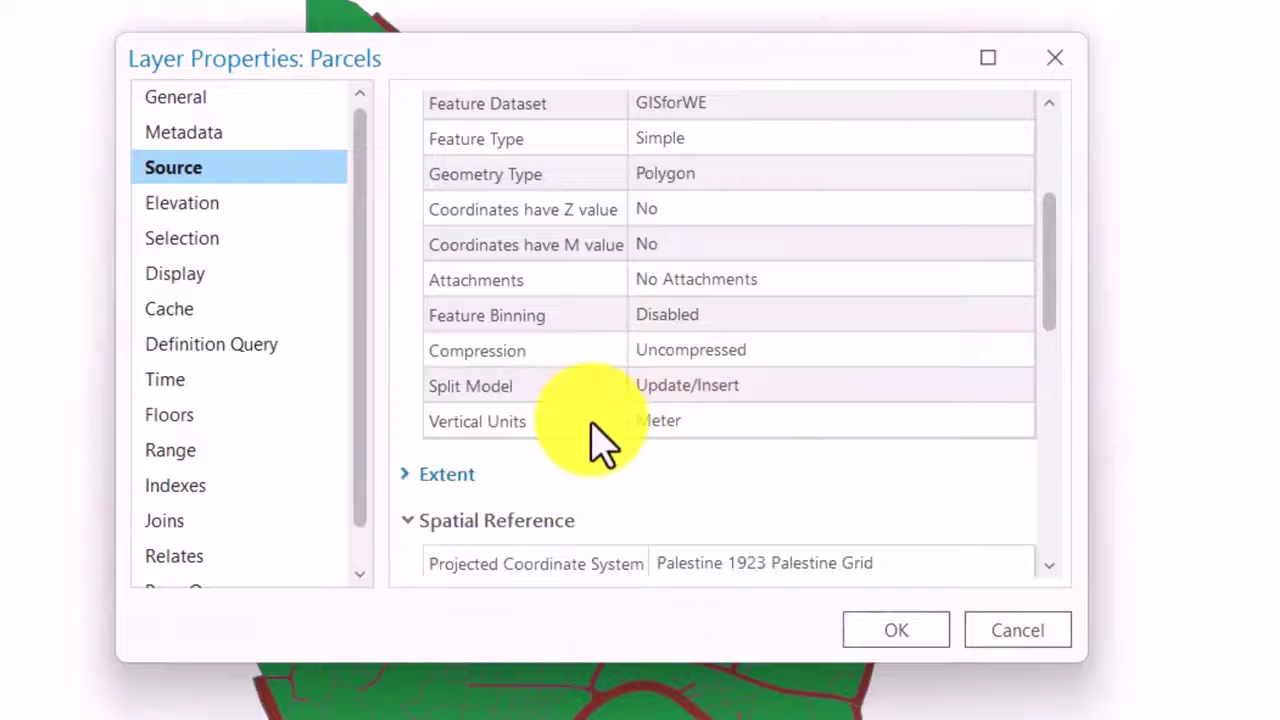 Layer Properties: Parcels
General
Metadata
Source
Elevation
Selection
Display
Cache
Definition Query
Time
Floors
Range
Indexes
Joins
Relates
Feature Dataset GISforWE
Feature Type Simple
Geometry Type Polygon
Coordinates have Z value No
Coordinates have M value No
Attachments No Attachments
Feature Binning Disabled
Compression Uncompressed
Split Model Update/Insert
Vertical Units Meter
Extent
Spatial Reference
Projected Coordinate System Palestine 1923 Palestine Grid
OK Cancel